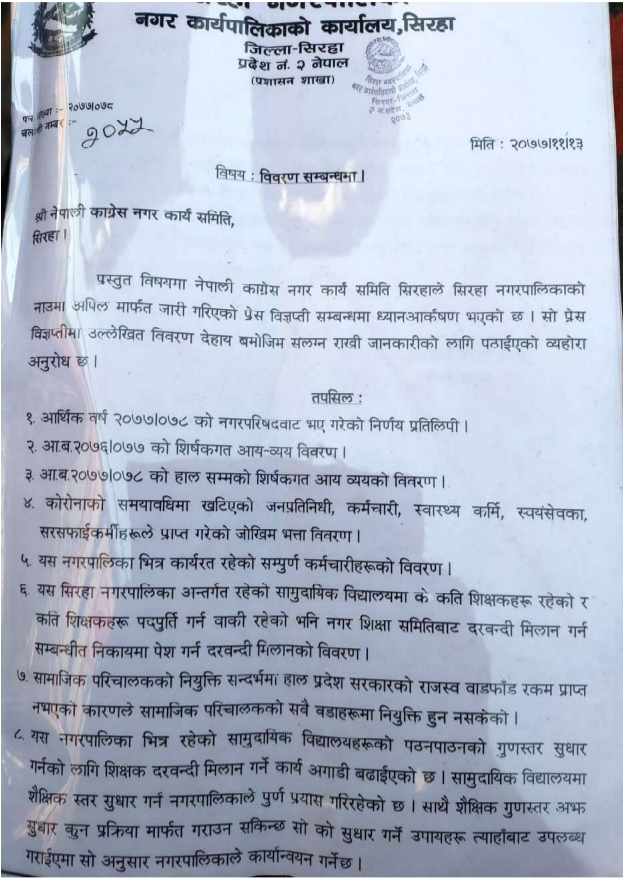 नगर कार्यपालिकाको कार्यालय,सिरहा
जिल्ला-सिरहा
प्रदेश नं. २ नेपाल
(प्रशासन शाखा)
:- २०७७/०७८
नम्बर :-
मिति : २०७७/११/१३
विषय : विवरण सम्बन्धमा।
श्री नेपाली काग्रेस नगर कार्य समिति,
सिरहा।
प्रस्तुत विषयमा नेपाली काग्रेस नगर कार्य समिति सिरहाले सिरहा नगरपालिकाको
नाउमा अपिल मार्फत जारी गरिएको प्रेस विज्ञप्ती सम्बन्धमा ध्यानआर्कषण भएको छ । सो प्रेस
विज्ञप्तीमा उल्लेखित विवरण देहाय बमोजिम संलग्न राखी जानकारीको लागि पठाईएको व्यहोरा
अनुरोध छ ।
तपसिल :
१. आर्थिक वर्ष २०७७/०७८ को नगरपरिषदवाट भए गरेको निर्णय प्रतिलिपी ।
२. आ.ब.२०७६/०७७ को शिर्षकगत आय-व्यय विवरण ।
३. आ.ब.२०७७/०७८ को हाल सम्मको शिर्षकगत आय व्ययको विवरण ।
४. कोरोनाको समयावधिमा खटिएको जनप्रतिनिधी, कर्मचारी, स्वारथ्य कर्मि, स्वयंसेवका,
सरसफाईकर्मीहरूले प्राप्त गरेको जोखिम भत्ता विवरण ।
५. यस नगरपालिका भित्र कार्यरत रहेको सम्पुर्ण कर्मचारीहरूको विवरण ।
६. यस सिरहा नगरपालिका अन्तर्गत रहेको सामुदायिक विद्यालयमा के कति शिक्षकहरू रहेको र
कति शिक्षकहरू पदपुर्ति गर्न वाकी रहेको भनि नगर शिक्षा समितिबाट दरवन्दी मिलान गर्न
सम्बन्धीत निकायमा पेश गर्न दरवन्दी मिलानको विवरण ।
७. सामाजिक परिचालकको नियुक्ति सन्दर्भमा हाल प्रदेश सरकारको राजस्व वाडफाँड रकम प्राप्त
नभएको कारणले सामाजिक परिचालकको सवै वडाहरूमा नियुक्ति हुन नसकेको ।
८. यस नगरपालिका भित्र रहेको सामुदायिक विद्यालयहरूको पठनपाठनको गुणस्तर सुधार
गर्नको लागि शिक्षक दरवन्दी मिलान गर्ने कार्य अगाडी बढाईएको छ । सामुदायिक विद्यालयमा
शैक्षिक स्तर सुधार गर्न नगरपालिकाले पुर्ण प्रयास गरिरहेको छ । साथै शैक्षिक गुणस्तर अझ
सुधार कुन प्रक्रिया मार्फत गराउन सकिन्छ सो को सुधार गर्ने उपायहरू त्याहाँबाट उपलब्ध
गराईएमा सो अनुसार नगरपालिकाले कार्यान्वयन गर्नेछ ।